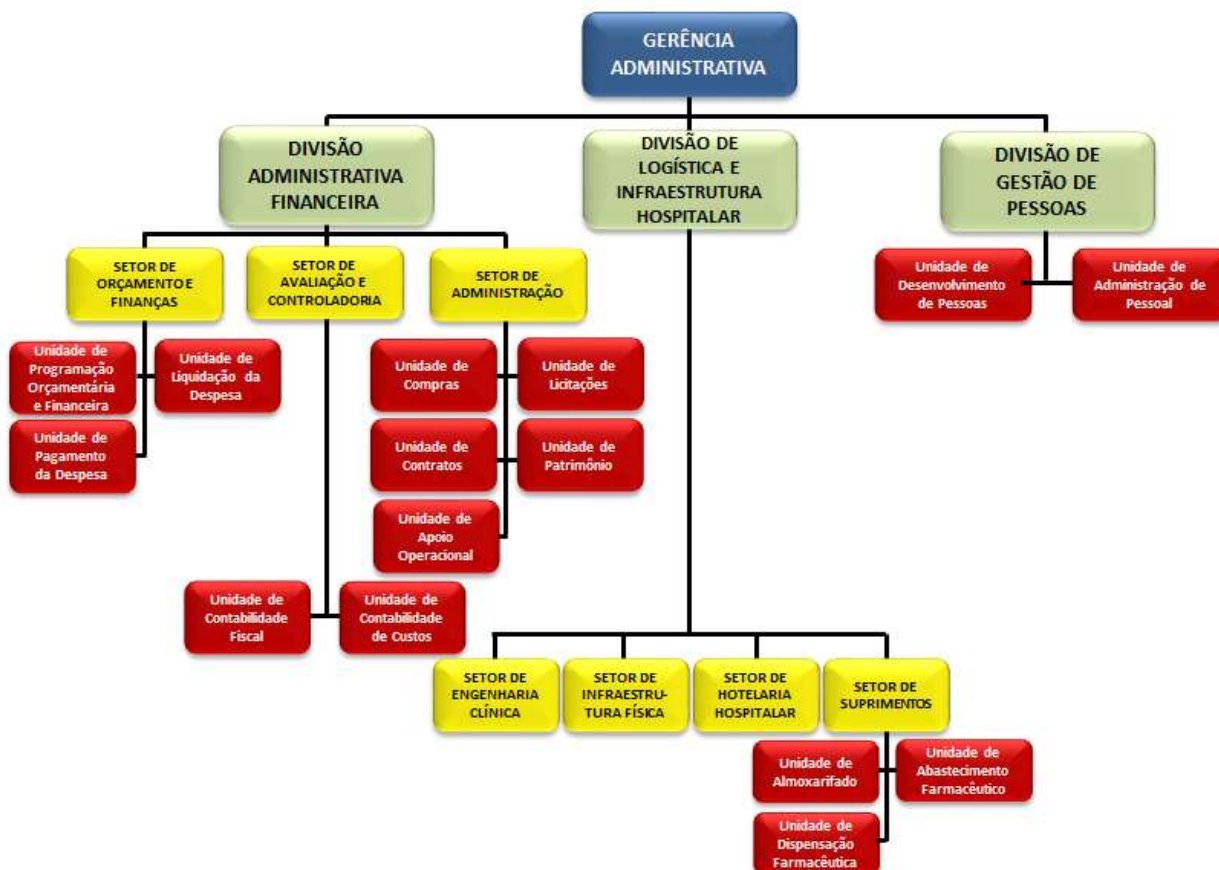 GERÊNCIA
ADMINISTRATIVA
DIVISÃO
ADMINISTRATIVA
FINANCEIRA
DIVISÃO DE
LOGÍSTICA E
INFRAESTRUTURA
HOSPITALAR
DIVISÃO DE
GESTÃO DE
PESSOAS
SETOR DE
ORÇAMENTO E
FINANÇAS
SETOR DE
AVALIAÇÃO E
CONTROLADORIA
SETOR DE
ADMINISTRAÇÃO
Unidade de
Desenvolvimento
de Pessoas
Unidade de
Administração de
Pessoal
Unidade de
Programação
Orçamentária
e Financeira
Unidade de
Liquidação da
Despesa
Unidade de
Pagamento
da Despesa
Unidade de
Compras
Unidade de
Licitações
Unidade de
Contratos
Unidade de
Patrimônio
Unidade de
Apoio
Operacional
Unidade de
Contabilidade
Fiscal
Unidade de
Contabilidade
de Custos
SETOR DE
ENGENHARIA
CLÍNICA
SETOR DE
INFRAESTRU-
TURA FÍSICA
SETOR DE
HOTELARIA
HOSPITALAR
SETOR DE
SUPRIMENTOS
Unidade de
Almoxarifado
Unidade de
Abastecimento
Farmacêutico
Unidade de
Dispensação
Farmacêutica